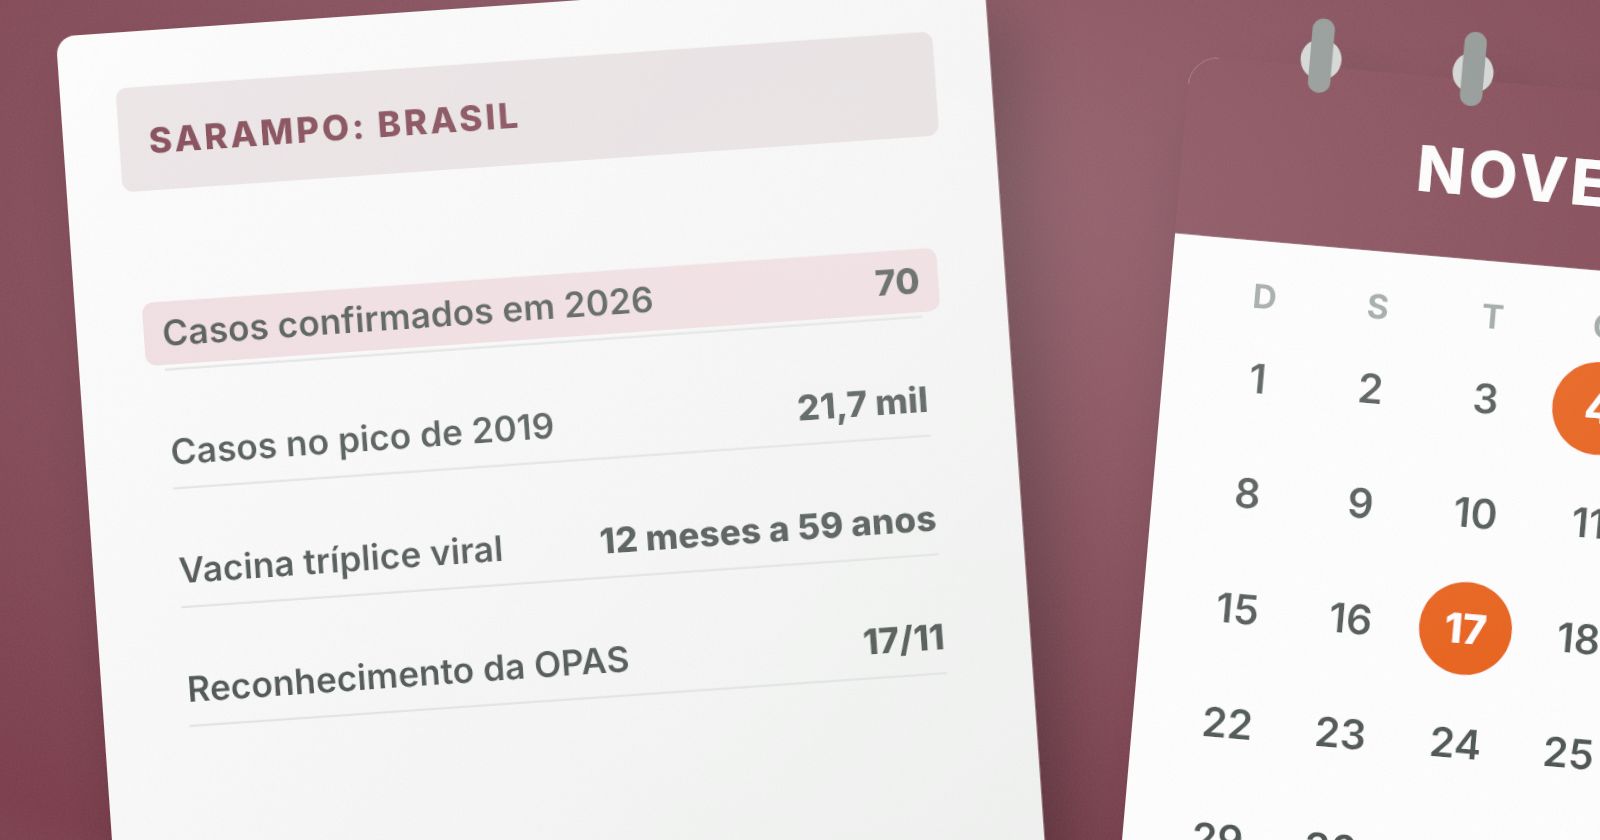 SARAMPO: BRASIL
Casos confirmados em 2026 70
Casos no pico de 2019 21,7 mil
Vacina tríplice viral 12 meses a 59 anos
Reconhecimento da OPAS 17/11
D S T
1 2 3
8 9 10 11
15 16 17 18
22 23 24 25